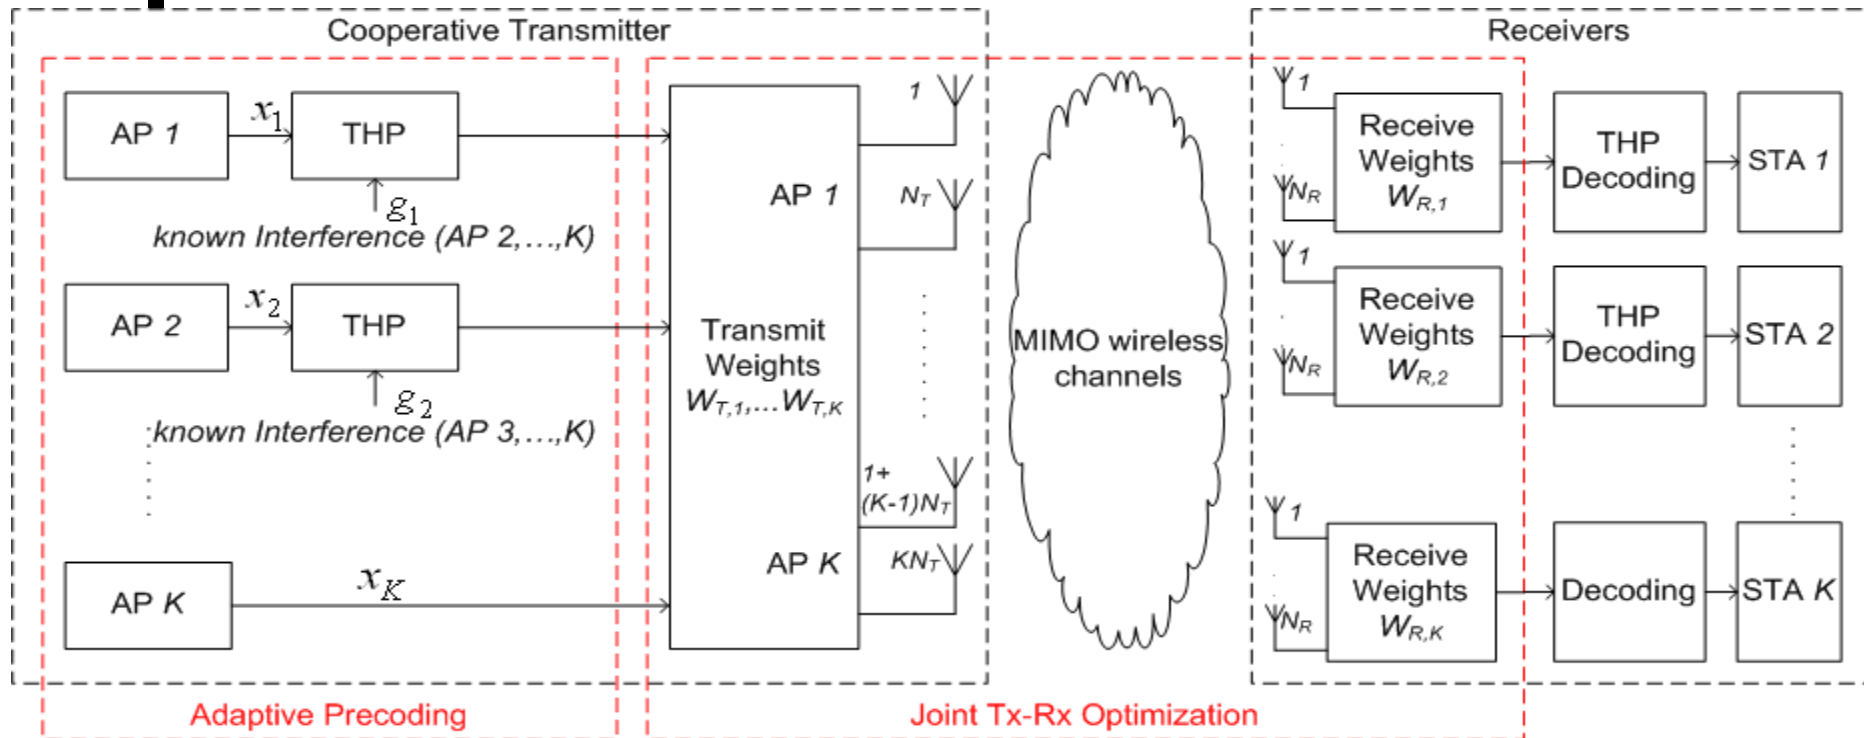 Cooperative Transmitter
Receivers
AP 1
x1
THP
g1
known Interference (AP 2,...,K)
AP 2
x2
THP
g2
known Interference (AP 3,...,K)
AP K
xK
Adaptive Precoding
AP 1
Transmit
Weights
WT,1,...WT,K
AP K
1
NT
1+
(K-1)NT
KNT
MIMO wireless
channels
1
NR
Receive
Weights
WR,1
THP
Decoding
STA 1
1
NR
Receive
Weights
WR,2
THP
Decoding
STA 2
1
NR
Receive
Weights
WR,K
Decoding
STA K
Joint Tx-Rx Optimization